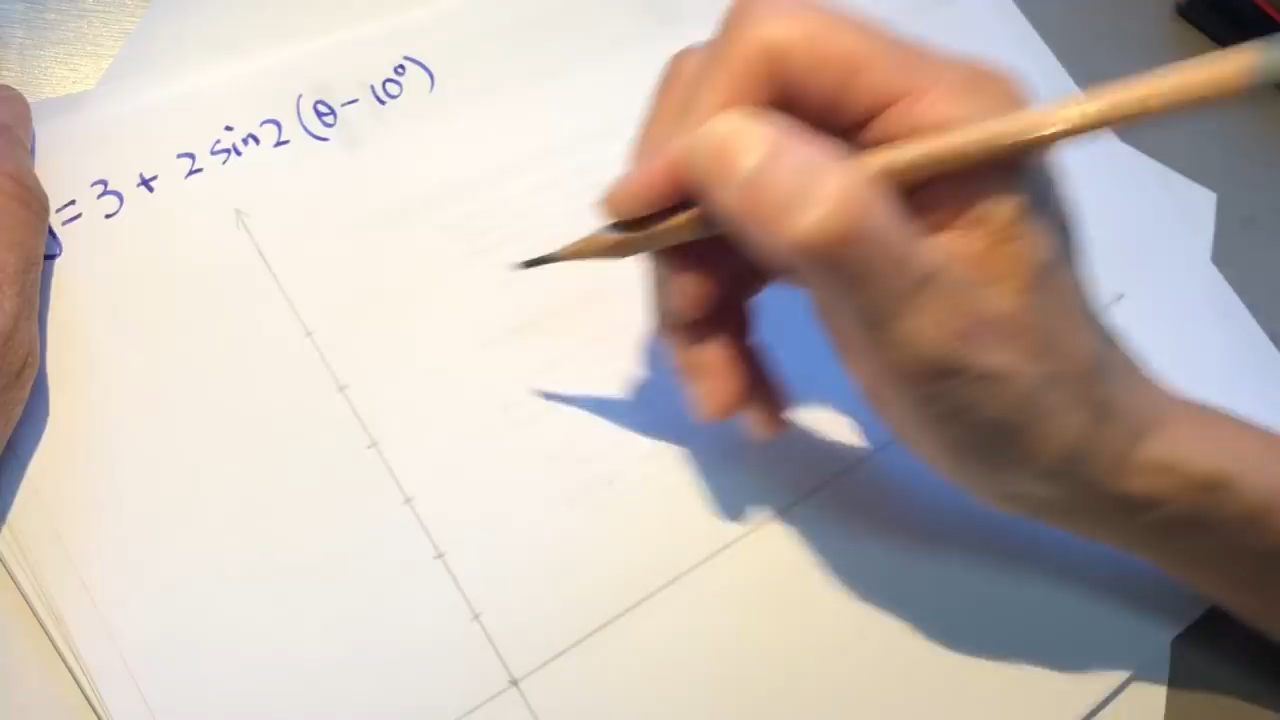 = 3 + 2 sin 2 (θ - 10°)